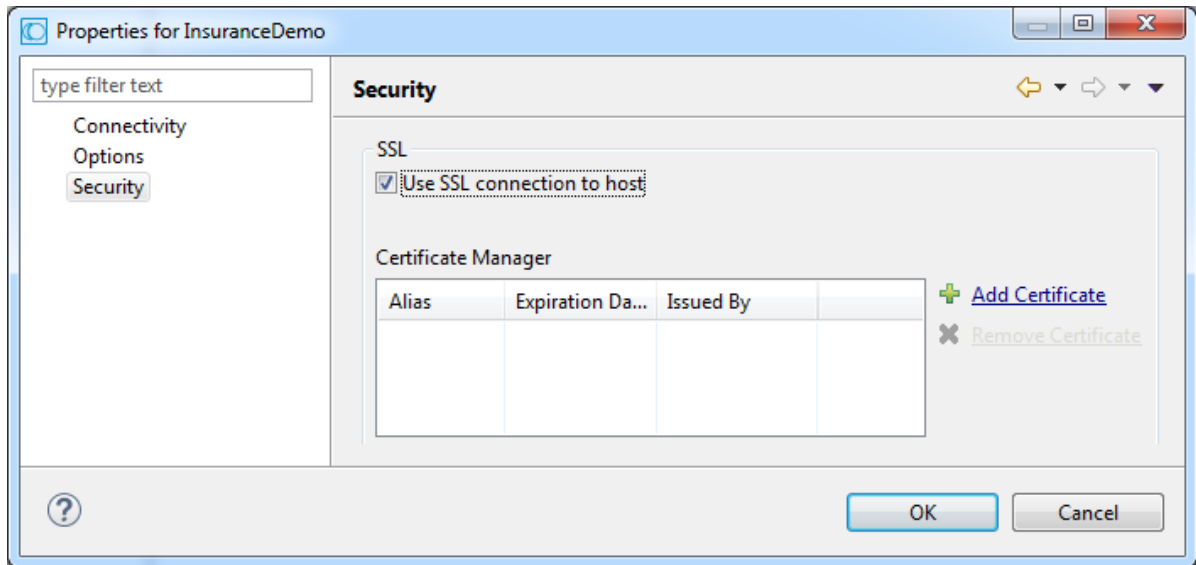 Properties for InsuranceDemo
type filter text
Connectivity
Options
Security
Security
SSL
Use SSL connection to host
Certificate Manager
Alias Expiration Da... Issued By
Add Certificate
Remove Certificate
?
OK Cancel